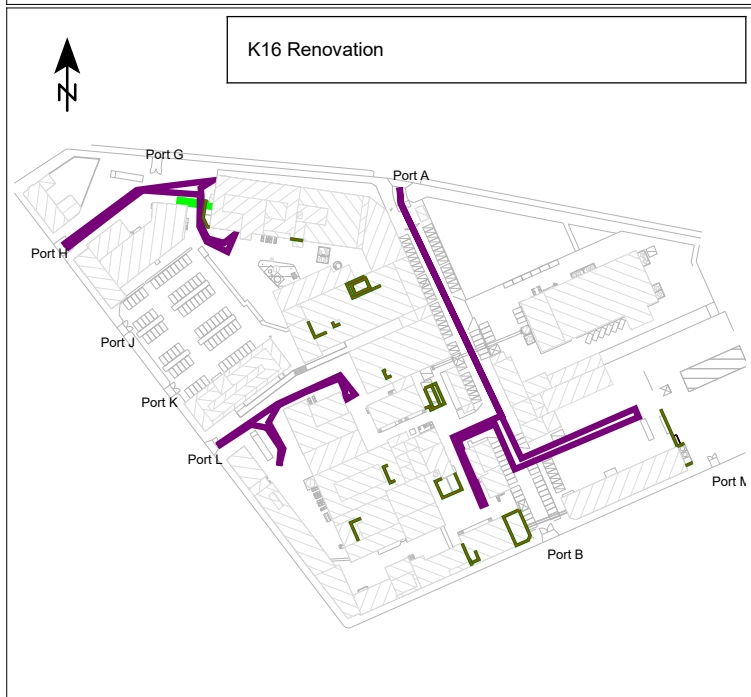 K16 Renovation
N
Port G
Port A
Port H
Port J
Port K
Port L
Port M
Port B